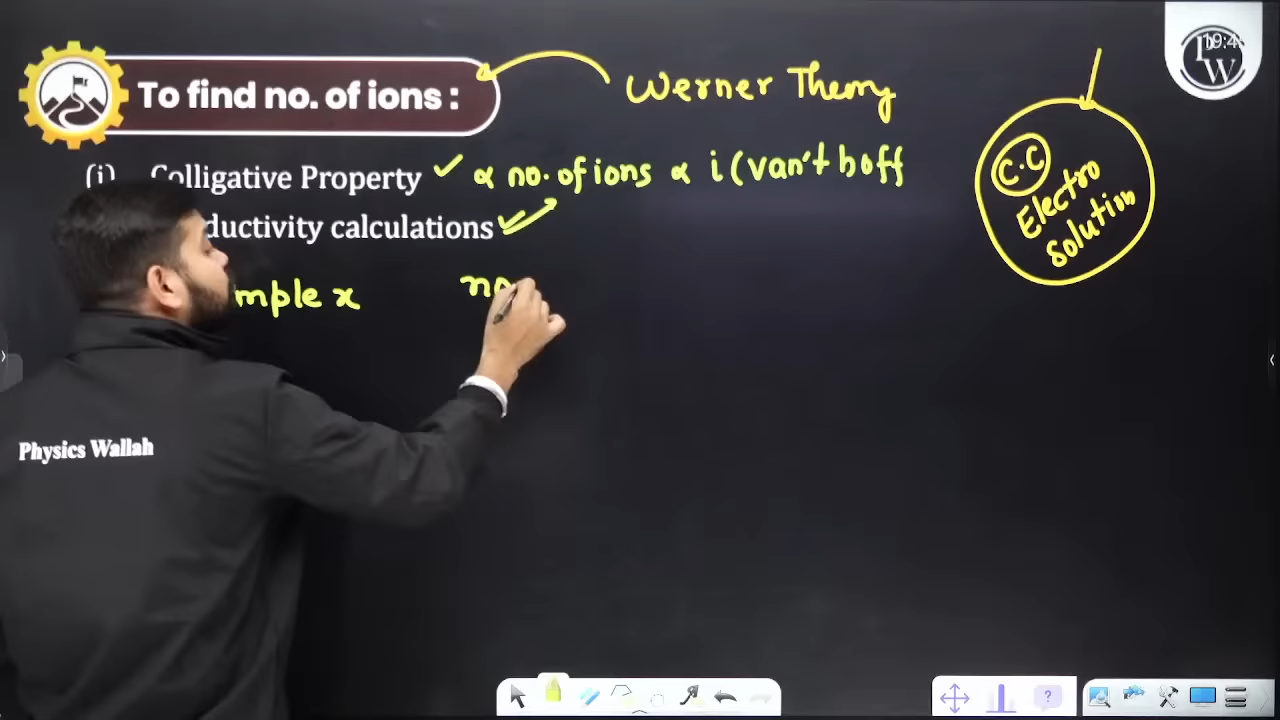 To find no. of ions :
Werner Theory
(i) Colligative Property ✓ ∝ no. of ions ∝ i (van't hoff
ductivity calculations
mple x
no
C.C
Electro
Solution
Physics Wallah
W